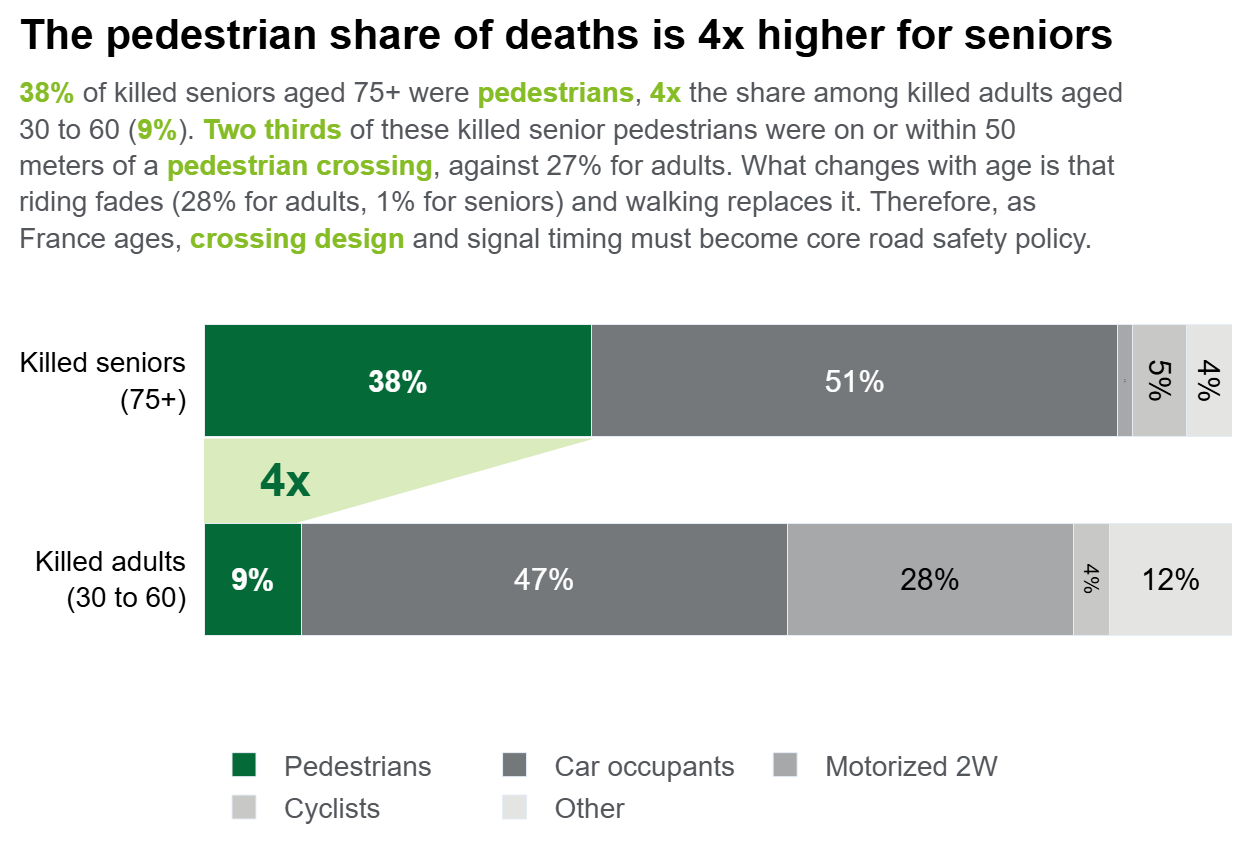 The pedestrian share of deaths is 4x higher for seniors
38% of killed seniors aged 75+ were pedestrians, 4x the share among killed adults aged
30 to 60 (9%). Two thirds of these killed senior pedestrians were on or within 50
meters of a pedestrian crossing, against 27% for adults. What changes with age is that
riding fades (28% for adults, 1% for seniors) and walking replaces it. Therefore, as
France ages, crossing design and signal timing must become core road safety policy.
Killed seniors
(75+)
38%
51%
5%
4%
4x
Killed adults
(30 to 60)
9%
47%
28%
4%
12%
Pedestrians
Car occupants
Motorized 2W
Cyclists
Other